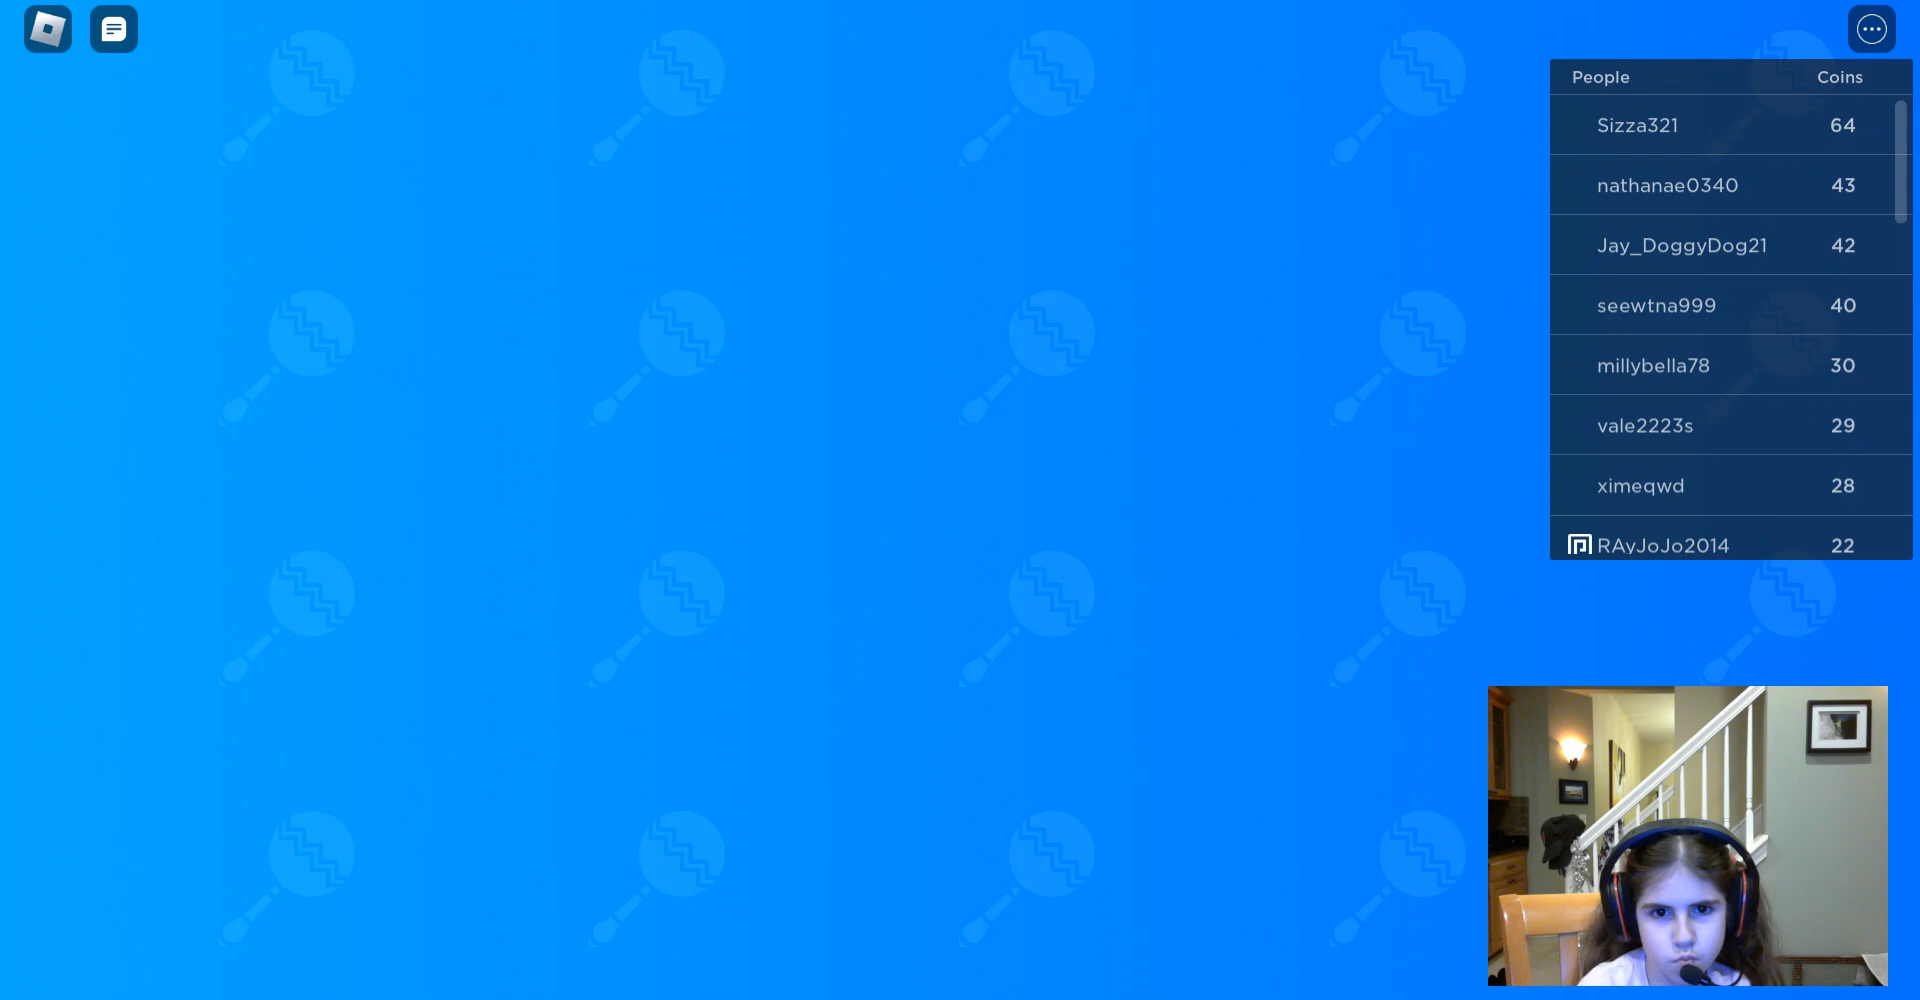 People Coins
Sizza321 64
nathanae0340 43
Jay_DoggyDog21 42
seewtna999 40
millybella78 30
vale2223s 29
ximeqwd 28
RAyJoJo2014 22